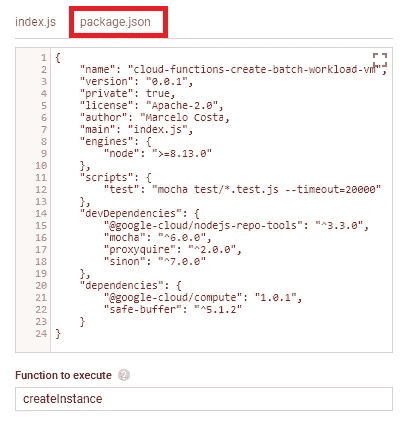 index.js package.json
1 {
2 "name": "cloud-functions-create-batch-workload-vm",
3 "version": "0.0.1",
4 "private": true,
5 "license": "Apache-2.0",
6 "author": "Marcelo Costa,
7 "main": "index.js",
8 "engines": {
9 "node": ">=8.13.0"
10 },
11 "scripts": {
12 "test": "mocha test/*.test.js --timeout=20000"
13 },
14 "devDependencies": {
15 "@google-cloud/nodejs-repo-tools": "^3.3.0",
16 "mocha": "^6.0.0",
17 "proxyquire": "^2.0.0",
18 "sinon": "^7.0.0"
19 },
20 "dependencies": {
21 "@google-cloud/compute": "1.0.1",
22 "safe-buffer": "^5.1.2"
23 }
24 }
Function to execute ?
createInstance